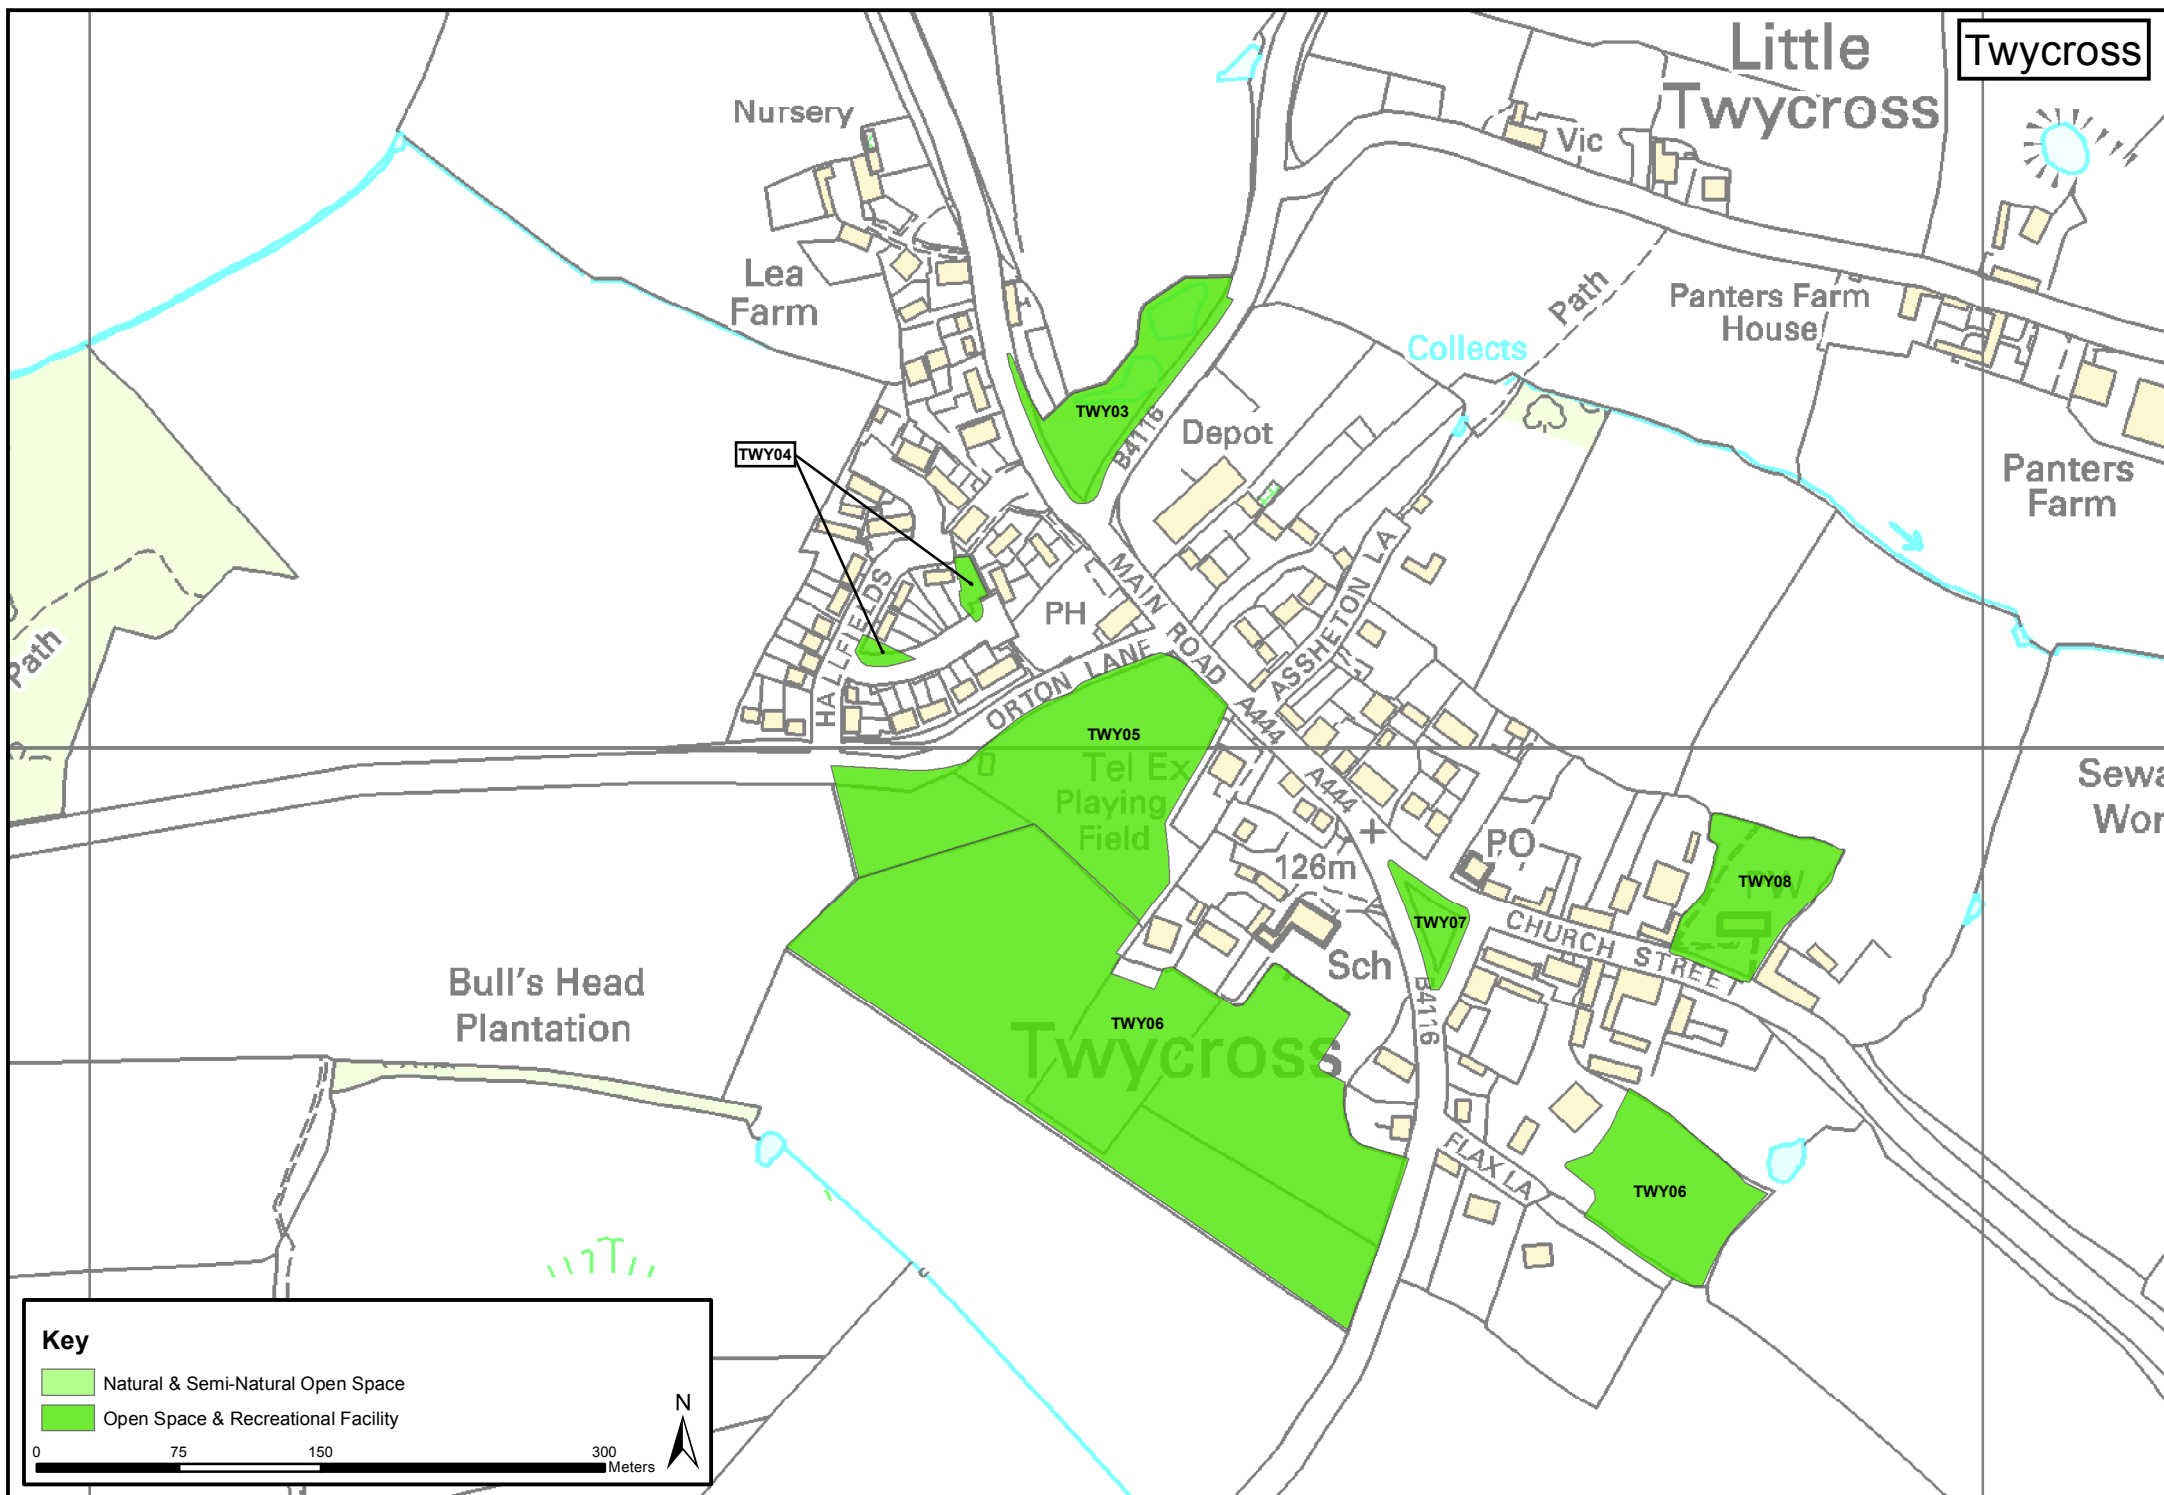 Twycross
Little
Twycross
Nursery
Vic
Lea
Farm
Path
Panters Farm
House
Collects
TWY03
B4116
Depot
TWY04
Panters
Farm
MAIN ROAD A444
ASSHETON LA
HALLFIELDS
PH
Path
ORTON LANE
TWY05
Tel Ex
Playing
Field
A444
PO
126m
TWY08
PW
TWY07
CHURCH STREET
Sch
B4116
Bull's Head
Plantation
TWY06
Twycross
FLAX LA
TWY06
Key
Natural & Semi-Natural Open Space
Open Space & Recreational Facility
N
0 75 150 300
Meters